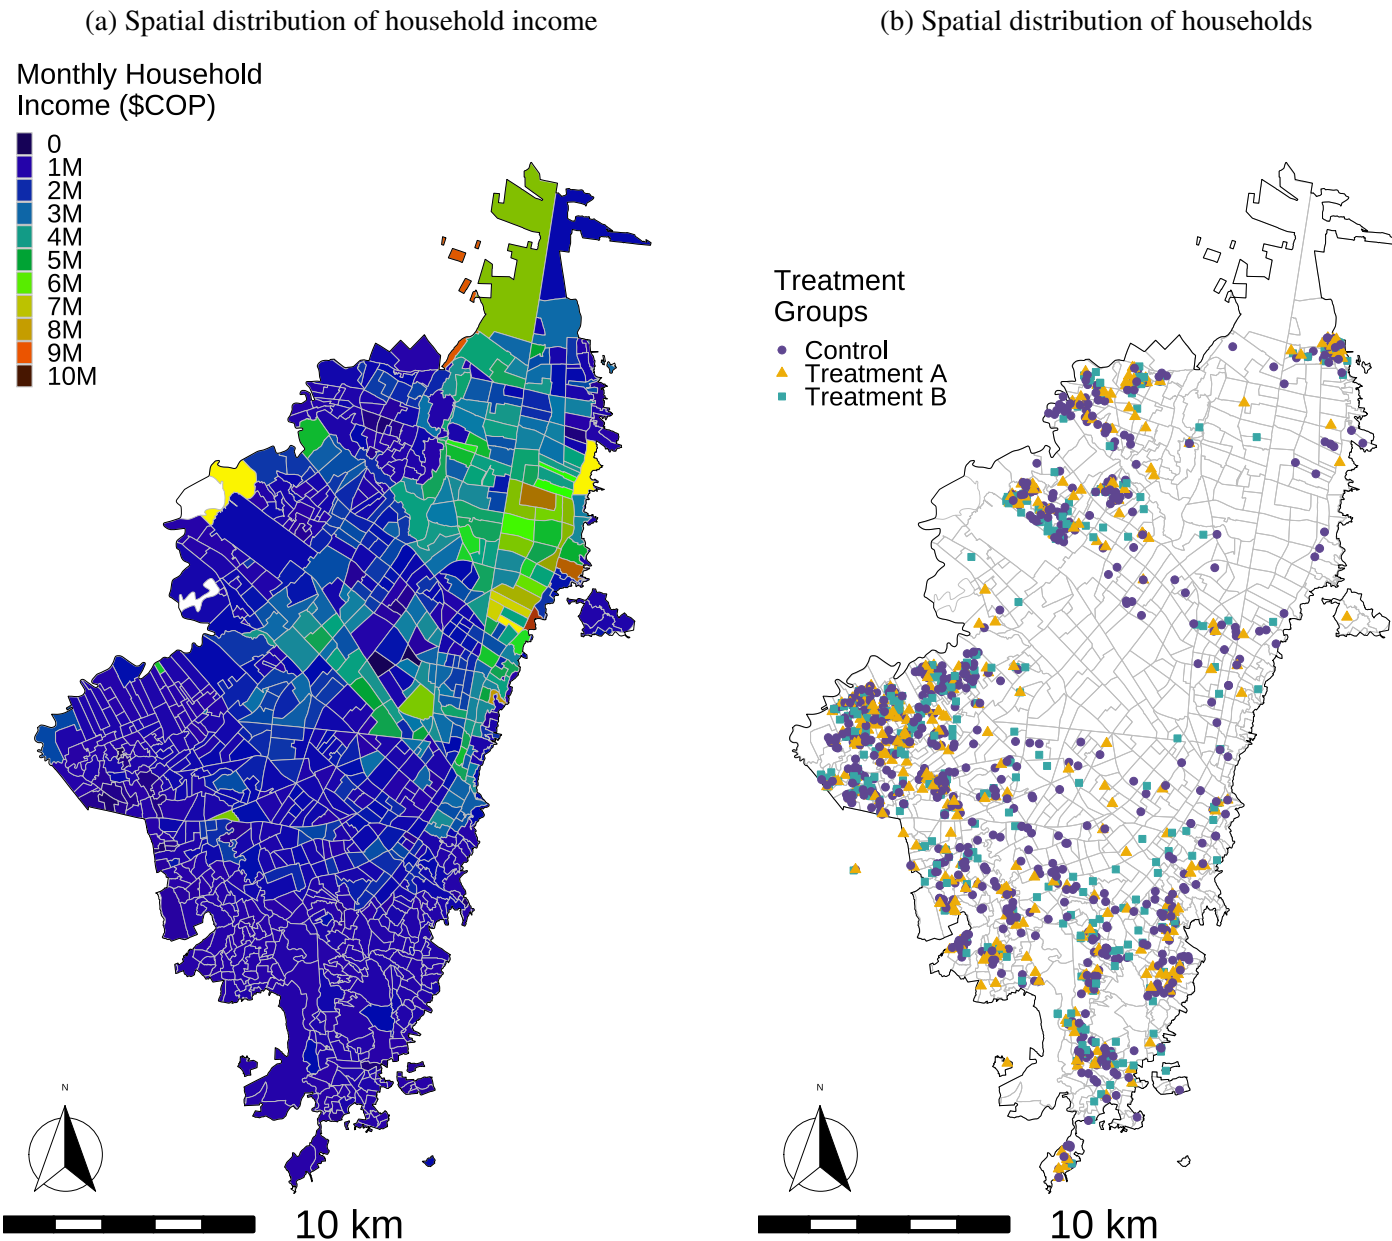 (a) Spatial distribution of household income
(b) Spatial distribution of households
Monthly Household
Income ($COP)
0
1M
2M
3M
4M
5M
6M
7M
8M
9M
10M
Treatment
Groups
Control
Treatment A
Treatment B
N
10 km
N
10 km